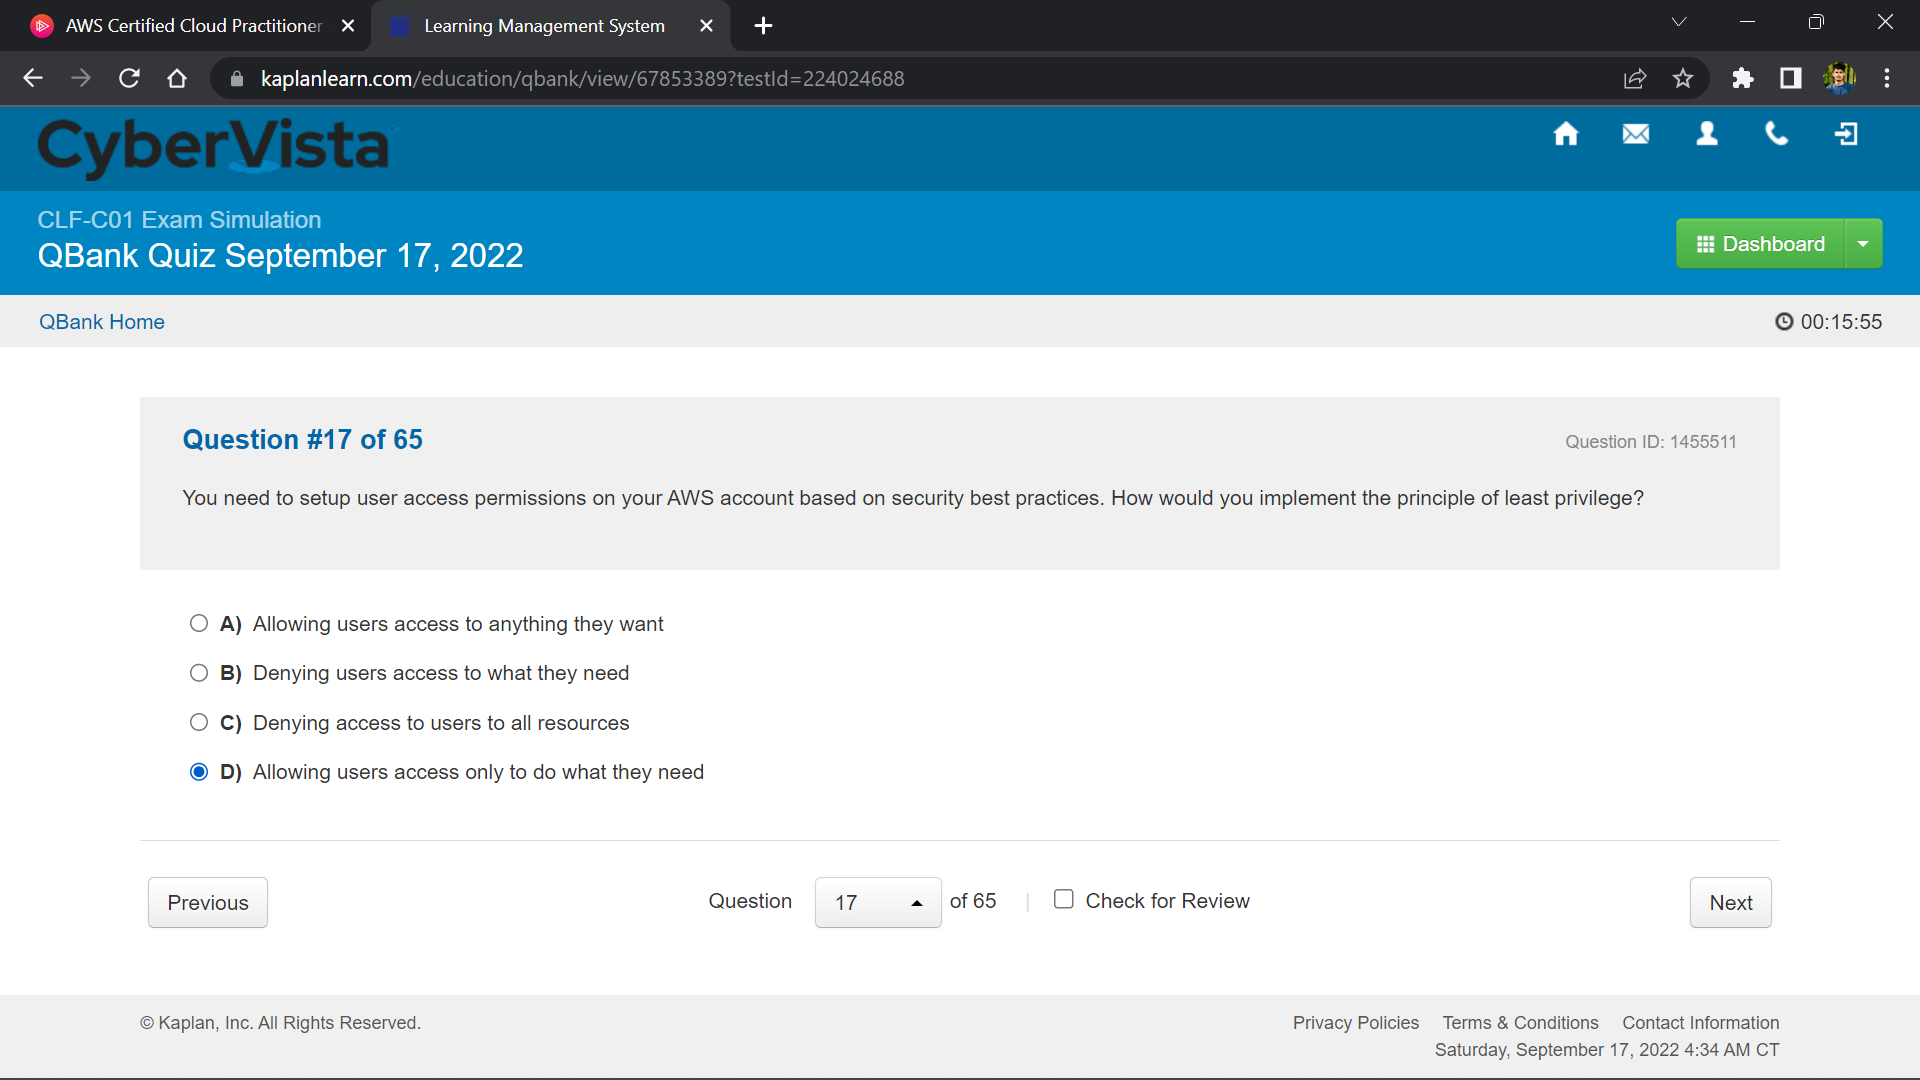 AWS Certified Cloud Practitioner
Learning Management System
kaplanlearn.com/education/qbank/view/67853389?testId=224024688
CyberVista
CLF-C01 Exam Simulation
QBank Quiz September 17, 2022
Dashboard
QBank Home
00:15:55
Question #17 of 65
Question ID: 1455511
You need to setup user access permissions on your AWS account based on security best practices. How would you implement the principle of least privilege?
A) Allowing users access to anything they want
B) Denying users access to what they need
C) Denying access to users to all resources
D) Allowing users access only to do what they need
Previous
Question 17 of 65 | Check for Review
Next
© Kaplan, Inc. All Rights Reserved.
Privacy Policies Terms & Conditions Contact Information
Saturday, September 17, 2022 4:34 AM CT